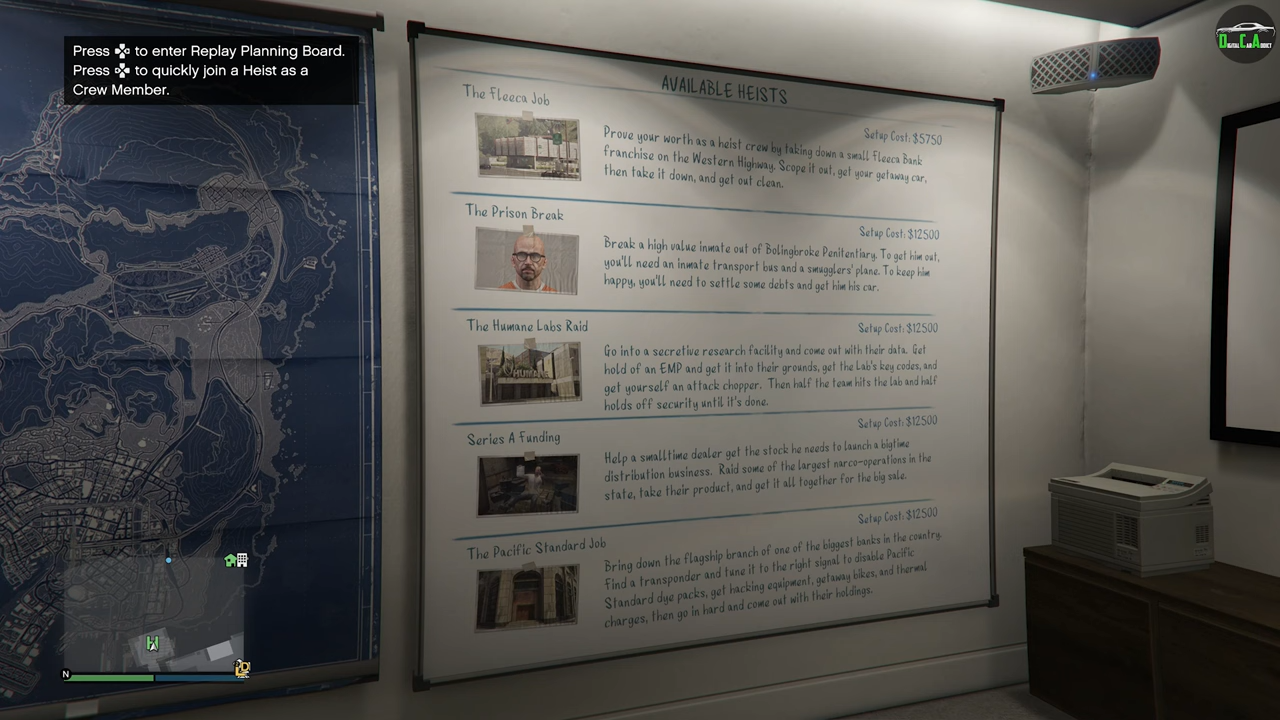 Press to enter Replay Planning Board.
Press to quickly join a Heist as a
Crew Member.
DIGITAL CAR ADDICT
AVAILABLE HEISTS
The Fleeca Job
Setup Cost: $5750
Prove your worth as a heist crew by taking down a small Fleeca Bank
franchise on the Western Highway. Scope it out, get your getaway car,
then take it down, and get out clean.
The Prison Break
Setup Cost: $12500
Break a high value inmate out of Bolingbroke Penitentiary. To get him out,
you'll need an inmate transport bus and a smugglers' plane. To keep him
happy, you'll need to settle some debts and get him his car.
The Humane Labs Raid
Setup Cost: $12500
Go into a secretive research facility and come out with their data. Get
hold of an EMP and get it into their grounds, get the Lab's key codes, and
get yourself an attack chopper. Then half the team hits the lab and half
holds off security until it's done.
HUMANE
Series A Funding
Setup Cost: $12500
Help a smalltime dealer get the stock he needs to launch a bigtime
distribution business. Raid some of the largest narco-operations in the
state, take their product, and get it all together for the big sale.
The Pacific Standard Job
Setup Cost: $12500
Bring down the flagship branch of one of the biggest banks in the country.
Find a transponder and tune it to the right signal to disable Pacific
Standard dye packs, get hacking equipment, getaway bikes, and thermal
charges, then go in hard and come out with their holdings.
N
H